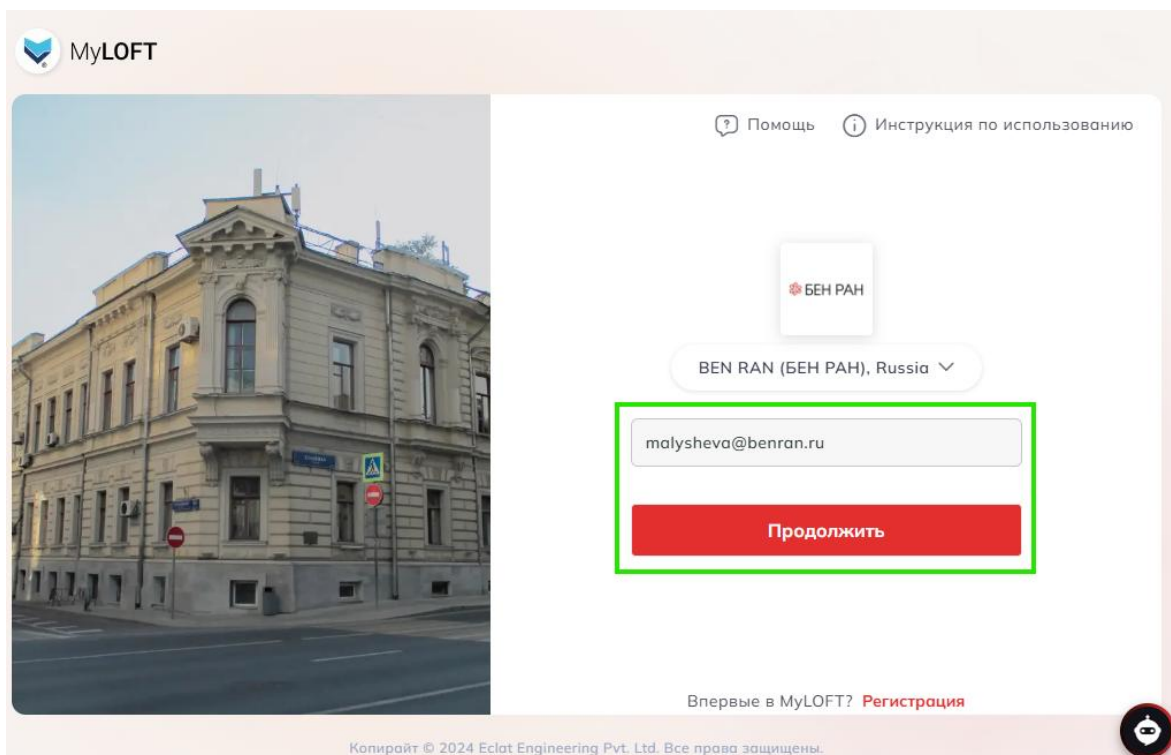 MyLOFT
Помощь
Инструкция по использованию
БЕН РАН
BEN RAN (БЕН РАН), Russia
malysheva@benran.ru
Продолжить
Впервые в MyLOFT? Регистрация
Копирайт © 2024 Eclat Engineering Pvt. Ltd. Все права защищены.